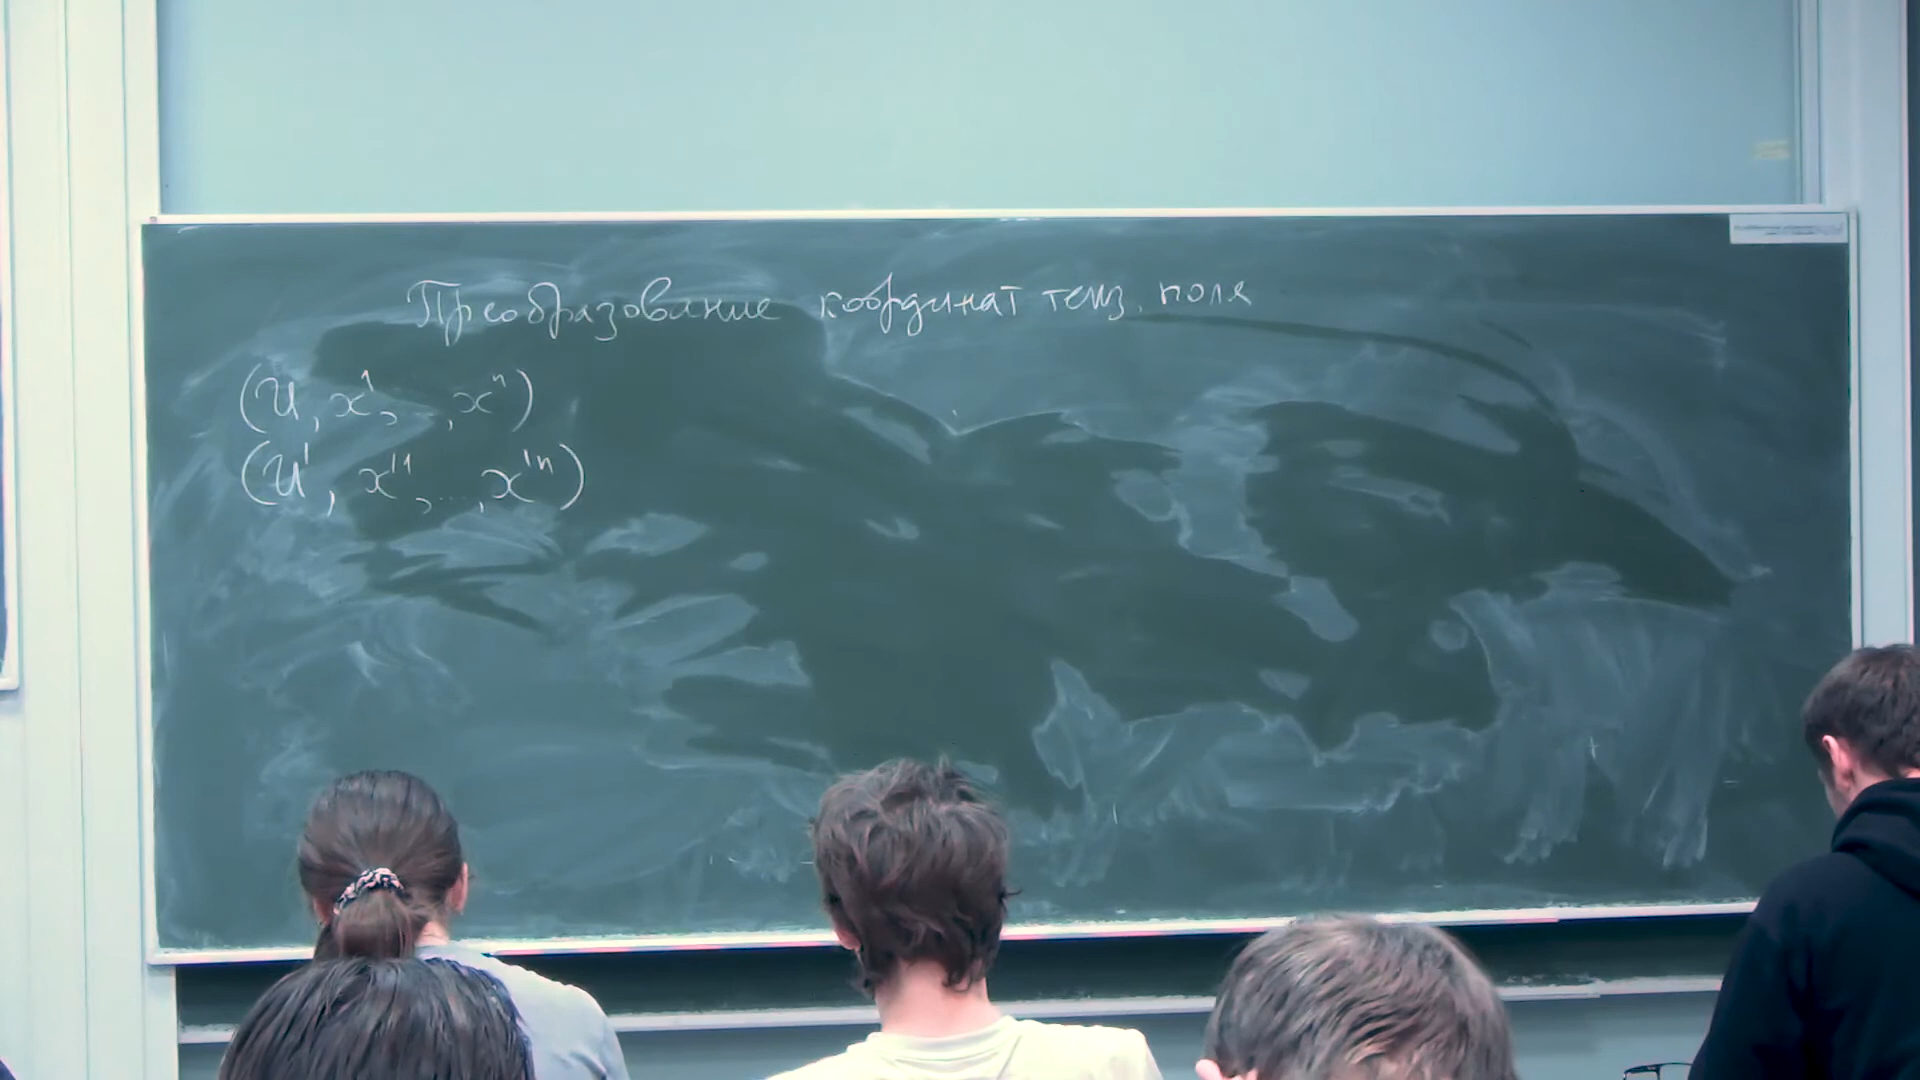 Преобразование координат тенз. поля
(U, x¹, , xⁿ)
(U', x'¹, ..., x'ⁿ)